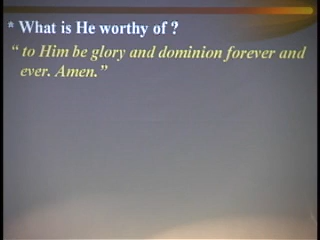 * What is He worthy of ?
“ to Him be glory and dominion forever and
ever. Amen.”